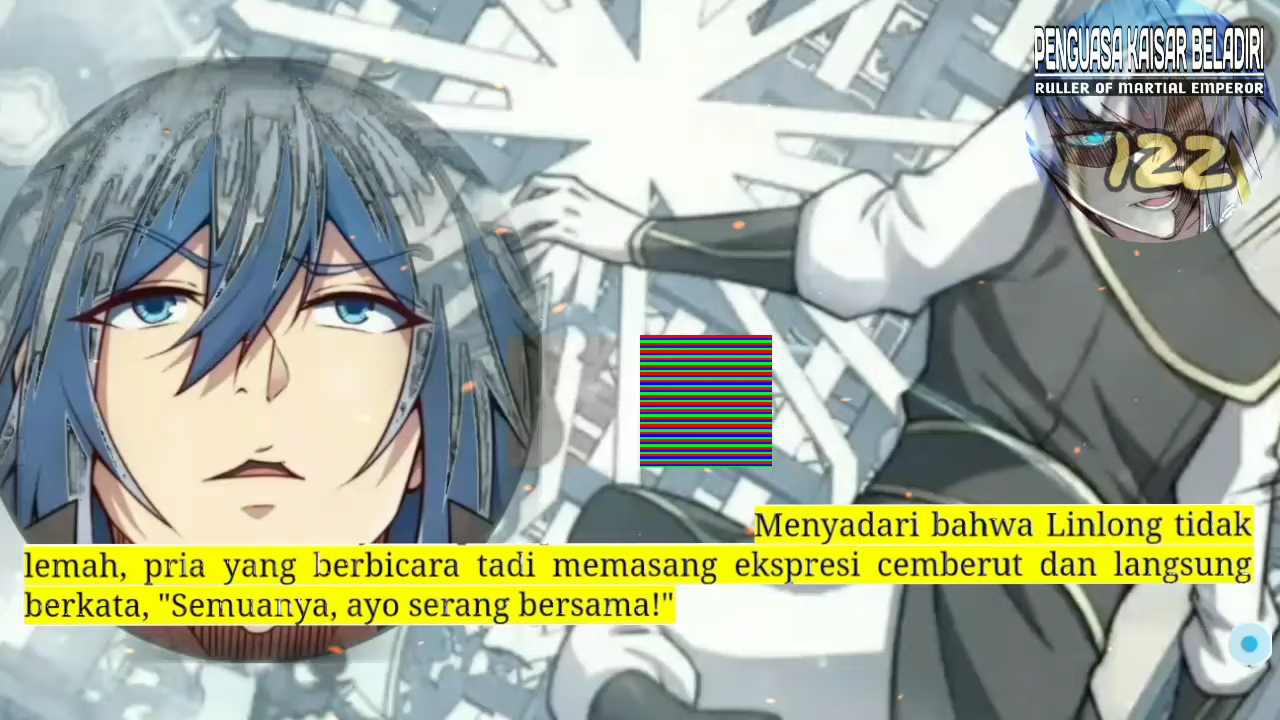 PENGUASA KAISAR BELADIRI
RULLER OF MARTIAL EMPEROR
122
Menyadari bahwa Linlong tidak
lemah, pria yang berbicara tadi memasang ekspresi cemberut dan langsung
berkata, "Semuanya, ayo serang bersama!"